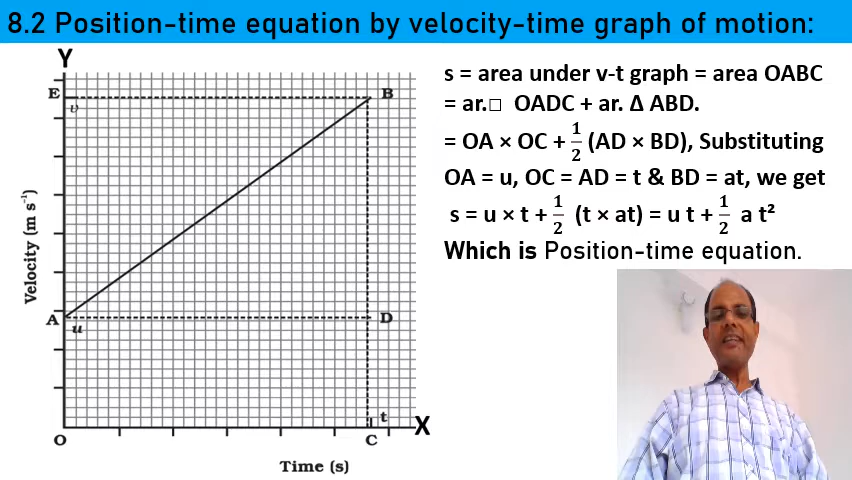 8.2 Position-time equation by velocity-time graph of motion:
Y
E
v
B
s = area under v-t graph = area OABC
= ar.□ OADC + ar. Δ ABD.
= OA × OC + 1/2 (AD × BD), Substituting
OA = u, OC = AD = t & BD = at, we get
s = u × t + 1/2 (t × at) = u t + 1/2 a t²
Which is Position-time equation.
Velocity (m s⁻¹)
A
u
D
t
X
O
C
Time (s)